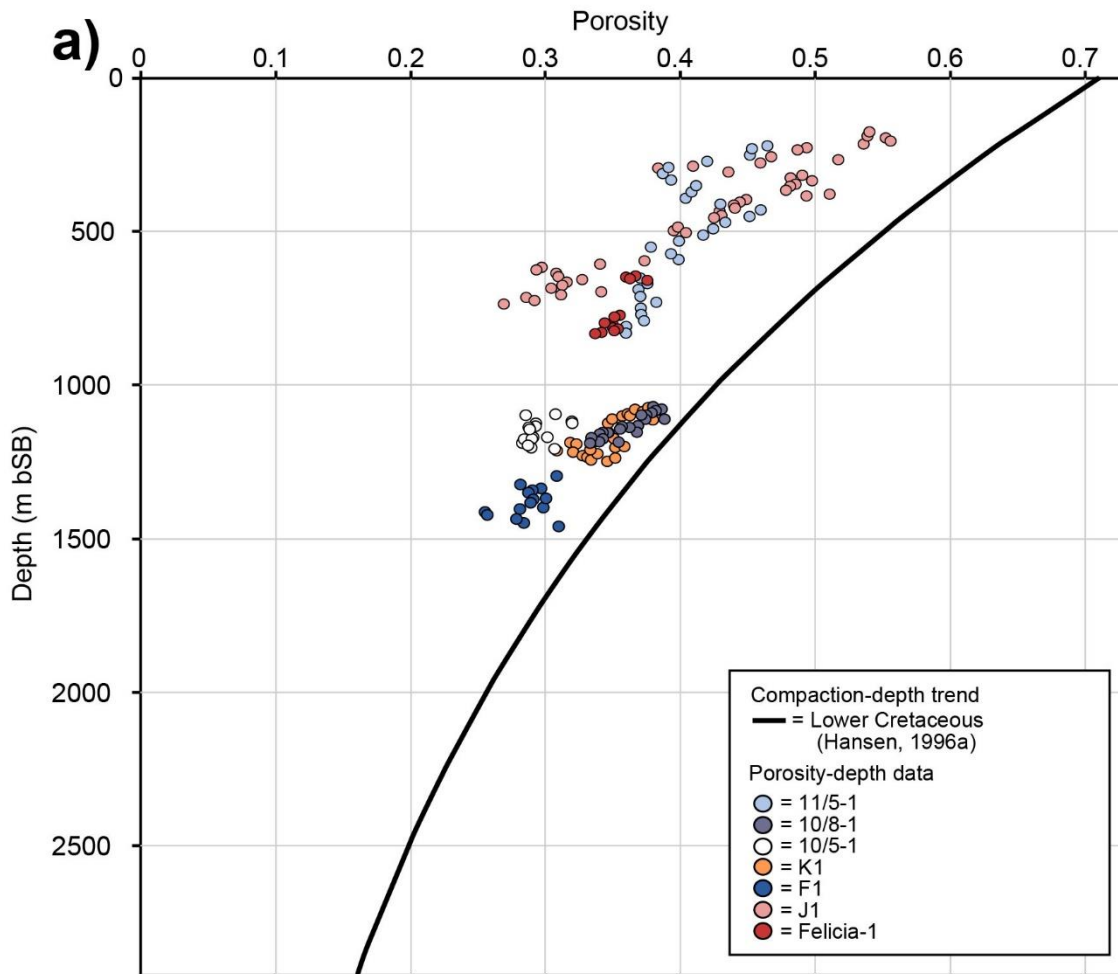 a)
Porosity
0 0.1 0.2 0.3 0.4 0.5 0.6 0.7
0
500
1000
1500
2000
2500
Depth (m bSB)
Compaction-depth trend
= Lower Cretaceous
(Hansen, 1996a)
Porosity-depth data
= 11/5-1
= 10/8-1
= 10/5-1
= K1
= F1
= J1
= Felicia-1